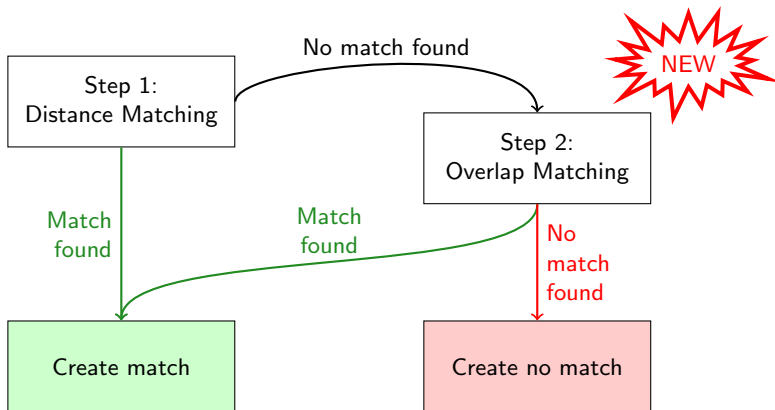 No match found
NEW
Step 1:
Distance Matching
Step 2:
Overlap Matching
Match
found
Match
found
No
match
found
Create match
Create no match